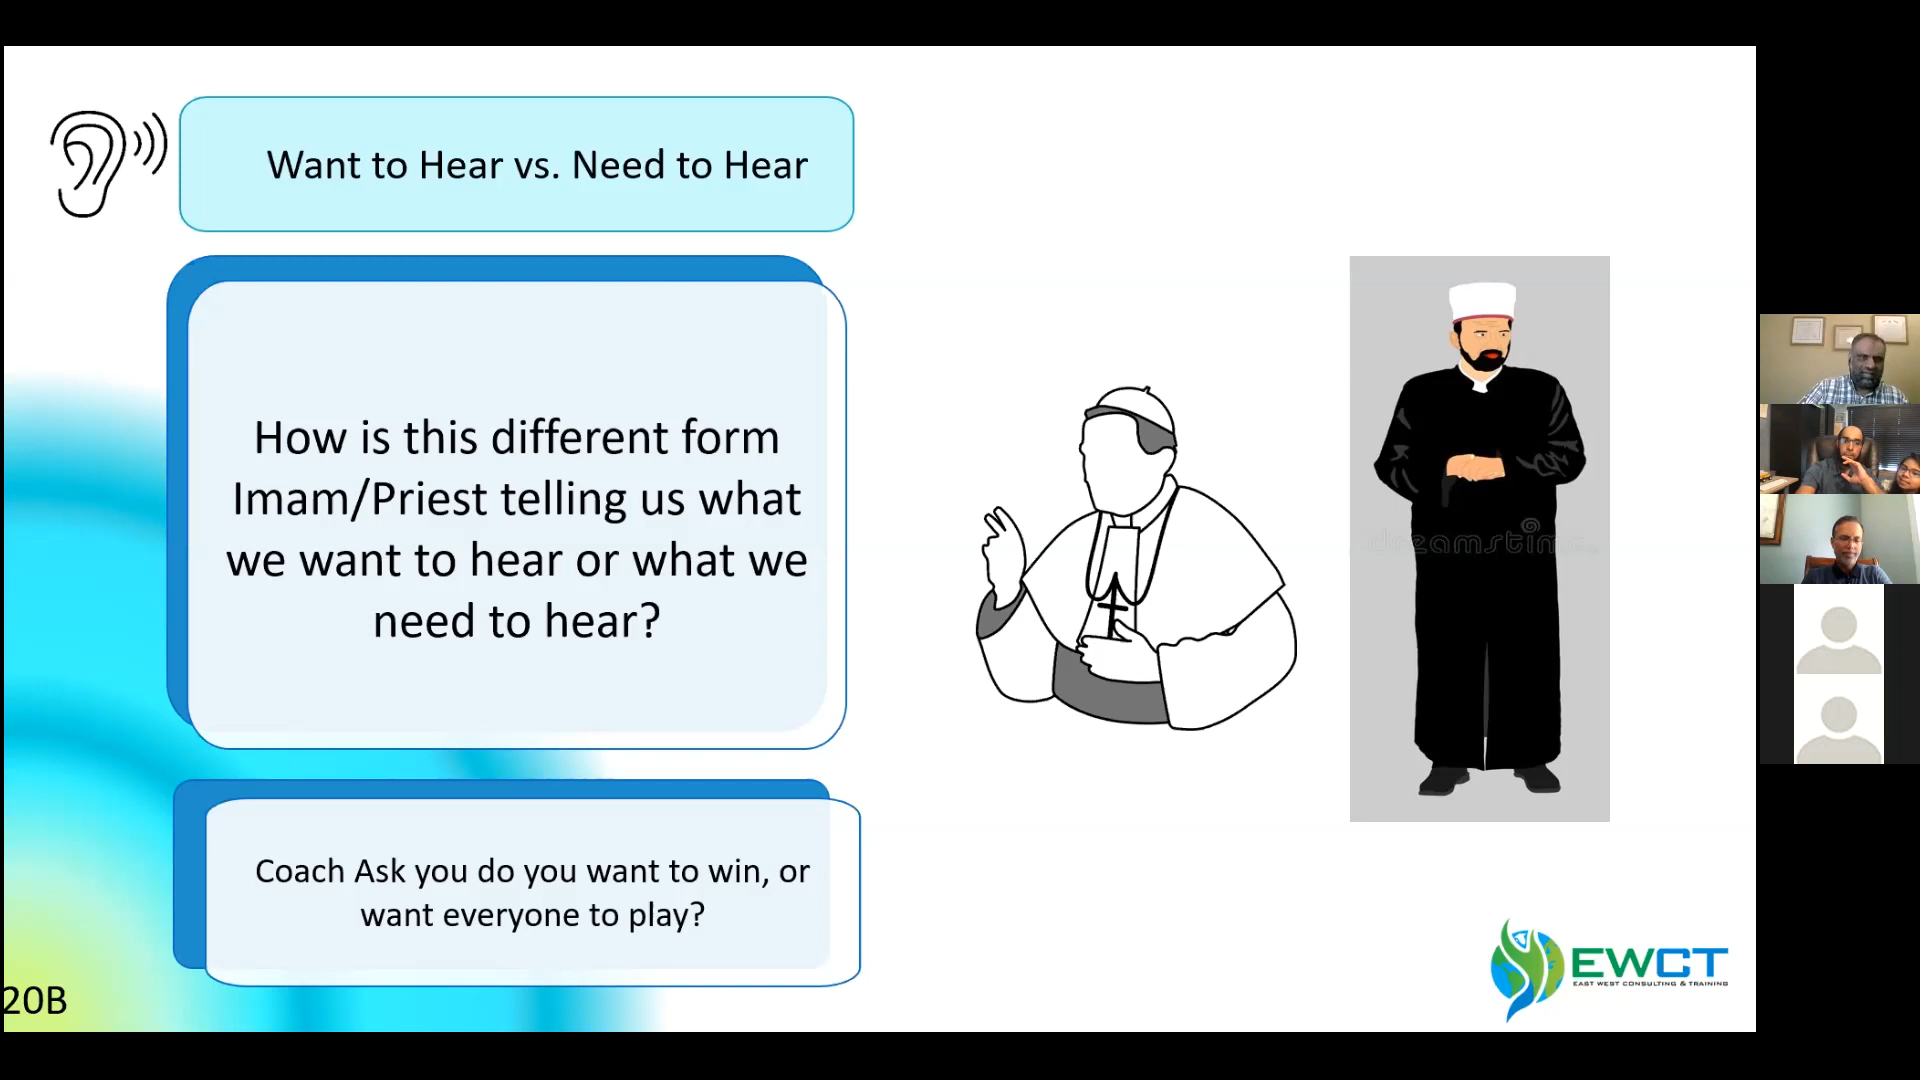 Want to Hear vs. Need to Hear
How is this different form
Imam/Priest telling us what
we want to hear or what we
need to hear?
dreamstime
Coach Ask you do you want to win, or
want everyone to play?
20B
EWCT
EAST WEST CONSULTING & TRAINING